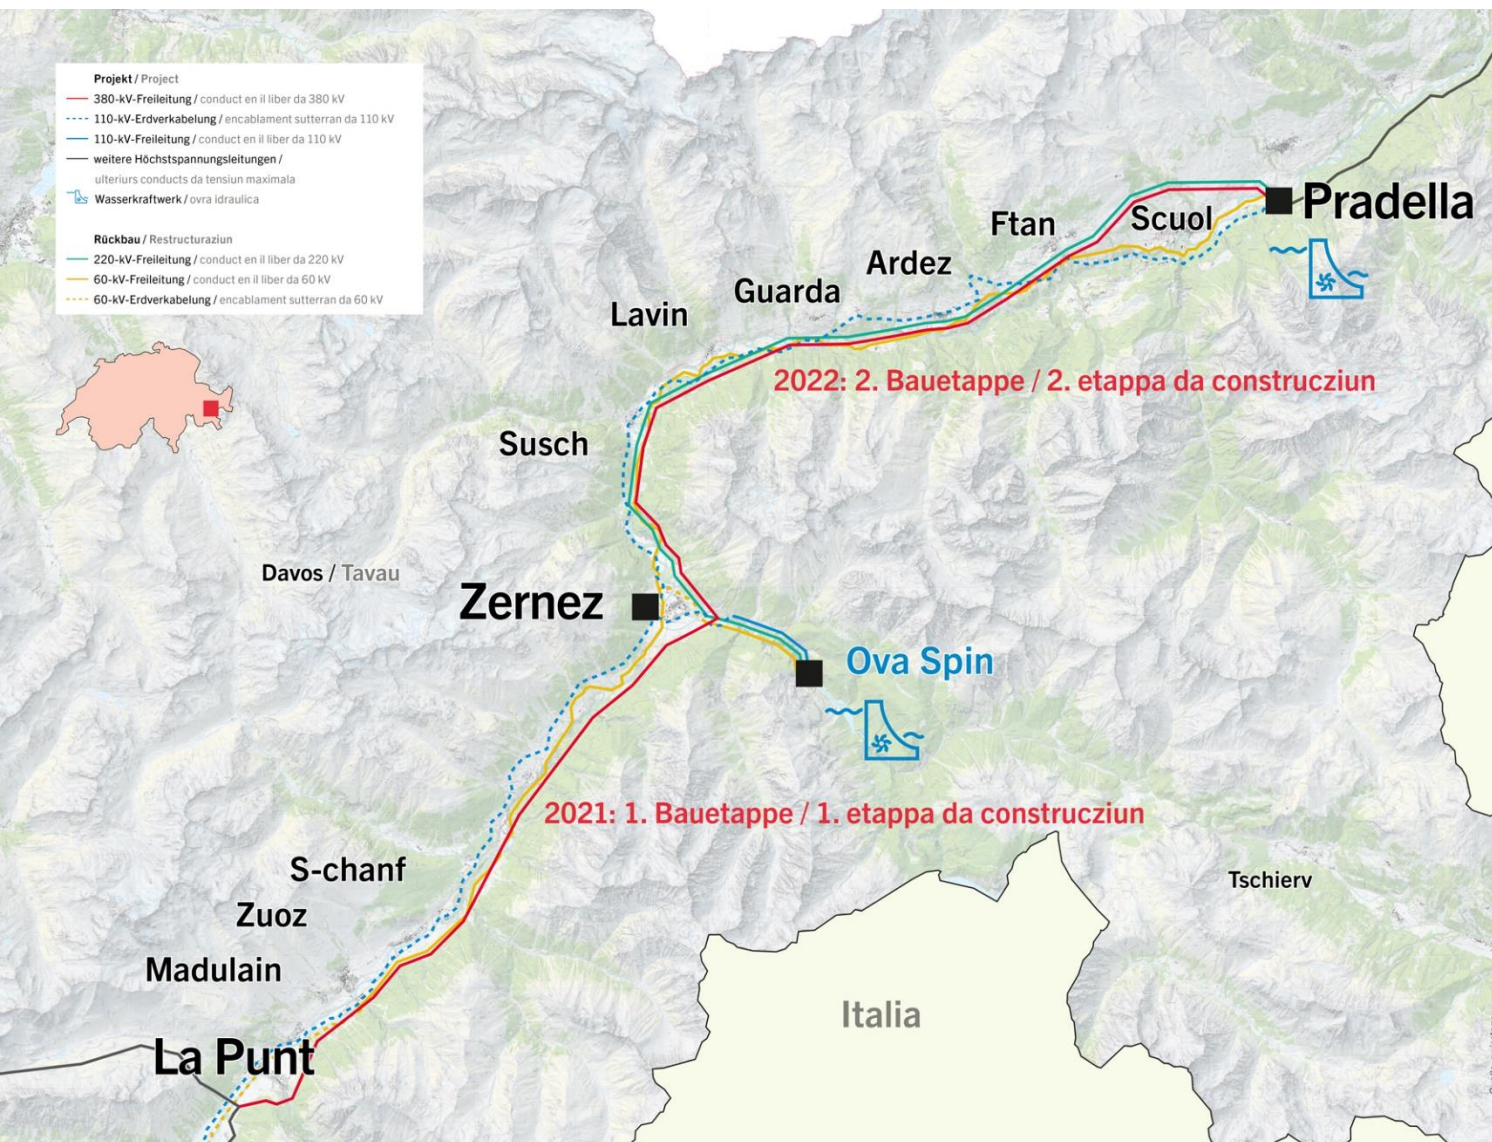 Projekt / Project
380-kV-Freileitung / conduct en il liber da 380 kV
110-kV-Erdverkabelung / encablament sutterran da 110 kV
110-kV-Freileitung / conduct en il liber da 110 kV
weitere Höchstspannungsleitungen /
ulteriurs conducts da tensiun maximala
Wasserkraftwerk / ovra idraulica
Rückbau / Restructuraziun
220-kV-Freileitung / conduct en il liber da 220 kV
60-kV-Freileitung / conduct en il liber da 60 kV
60-kV-Erdverkabelung / encablament sutterran da 60 kV
Pradella
Scuol
Ftan
Ardez
Guarda
Lavin
2022: 2. Bauetappe / 2. etappa da construcziun
Susch
Davos / Tavau
Zernez
Ova Spin
2021: 1. Bauetappe / 1. etappa da construcziun
S-chanf
Tschierv
Zuoz
Madulain
Italia
La Punt